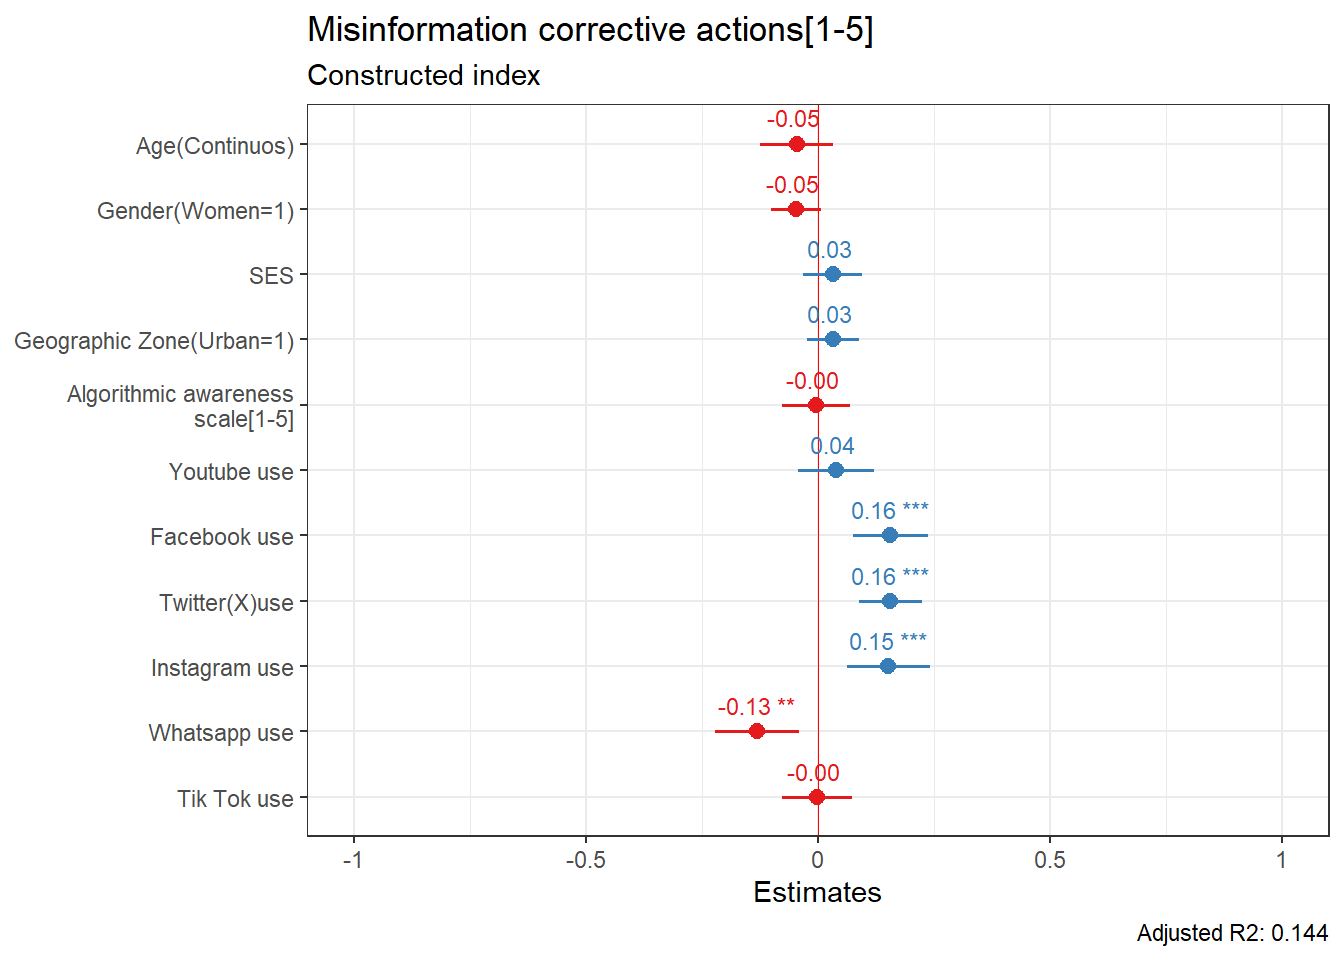 Misinformation corrective actions[1-5]
Constructed index
-0.05
Age(Continuos)
-0.05
Gender(Women=1)
0.03
SES
0.03
Geographic Zone(Urban=1)
-0.00
Algorithmic awareness
scale[1-5]
0.04
Youtube use
0.16 ***
Facebook use
0.16 ***
Twitter(X)use
0.15 ***
Instagram use
-0.13 **
Whatsapp use
-0.00
Tik Tok use
-1 -0.5 0 0.5 1
Estimates
Adjusted R2: 0.144